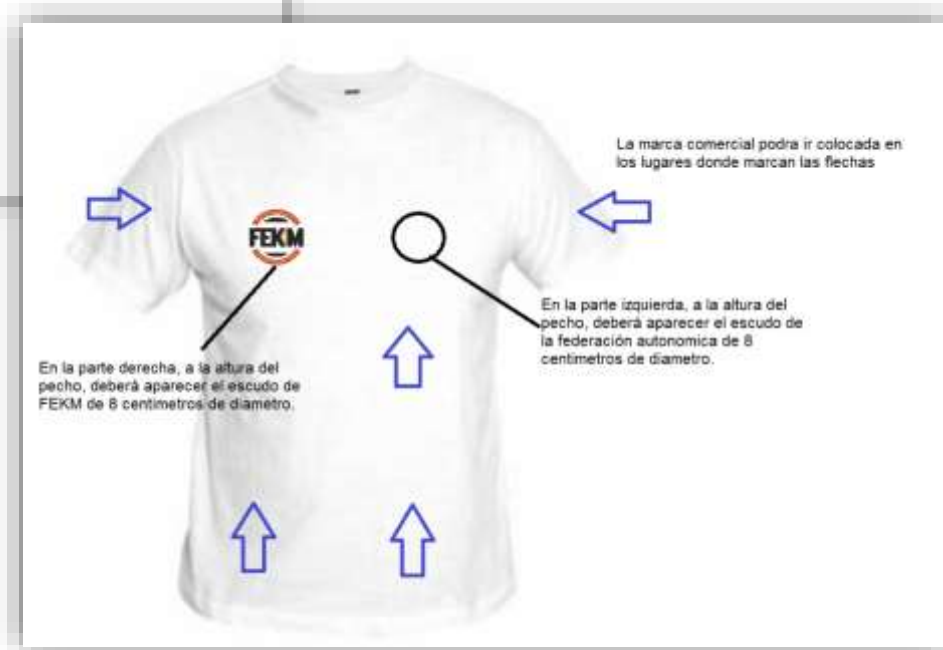 La marca comercial podra ir colocada en
los lugares donde marcan las flechas
FEKM
En la parte izquierda, a la altura del
pecho, deberá aparecer el escudo de
la federación autonomica de 8
centimetros de diametro.
En la parte derecha, a la altura del
pecho, deberá aparecer el escudo de
FEKM de 8 centimetros de diametro.